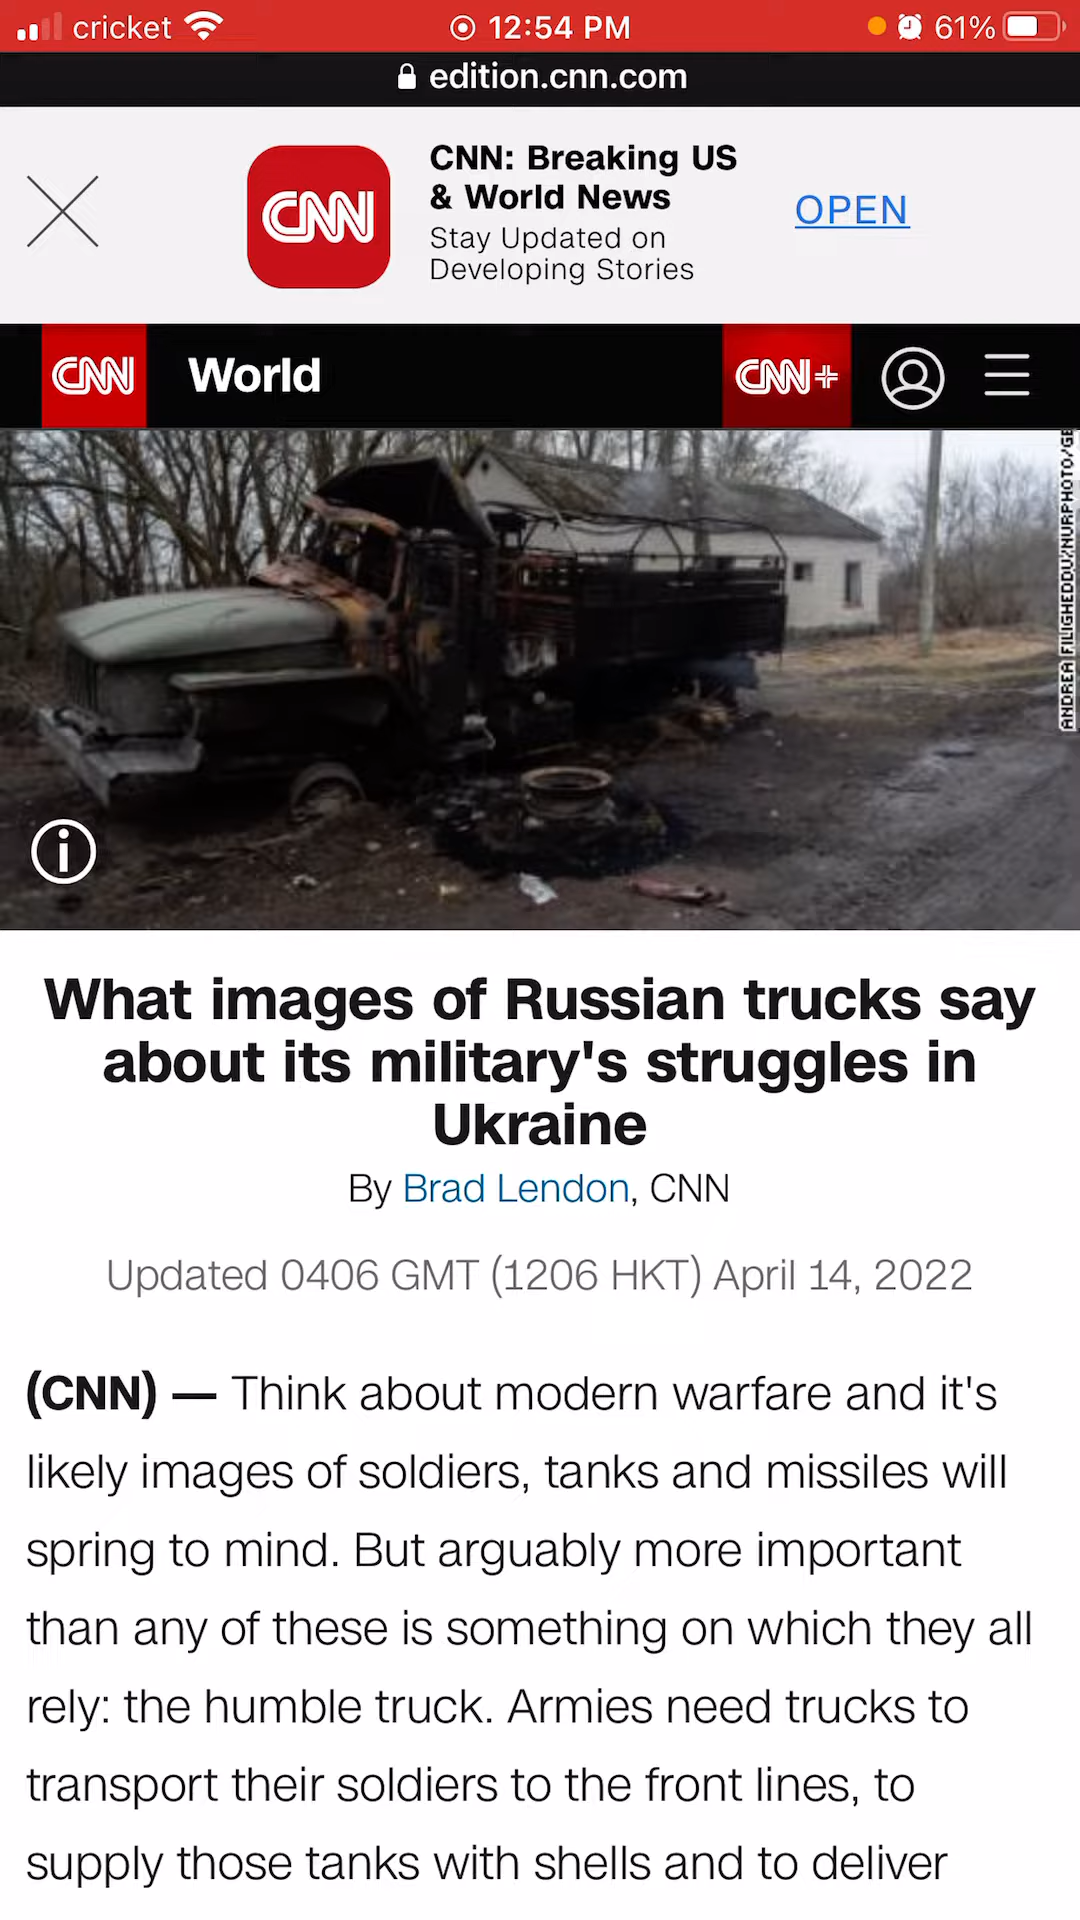 cricket 12:54 PM 61%
edition.cnn.com
CNN
CNN: Breaking US
& World News
Stay Updated on
Developing Stories
OPEN
CNN World CNN+
ANDREA FILIGHEDDU/NURPHOTO/GE
i
What images of Russian trucks say
about its military's struggles in
Ukraine
By Brad Lendon, CNN
Updated 0406 GMT (1206 HKT) April 14, 2022
(CNN) — Think about modern warfare and it's
likely images of soldiers, tanks and missiles will
spring to mind. But arguably more important
than any of these is something on which they all
rely: the humble truck. Armies need trucks to
transport their soldiers to the front lines, to
supply those tanks with shells and to deliver